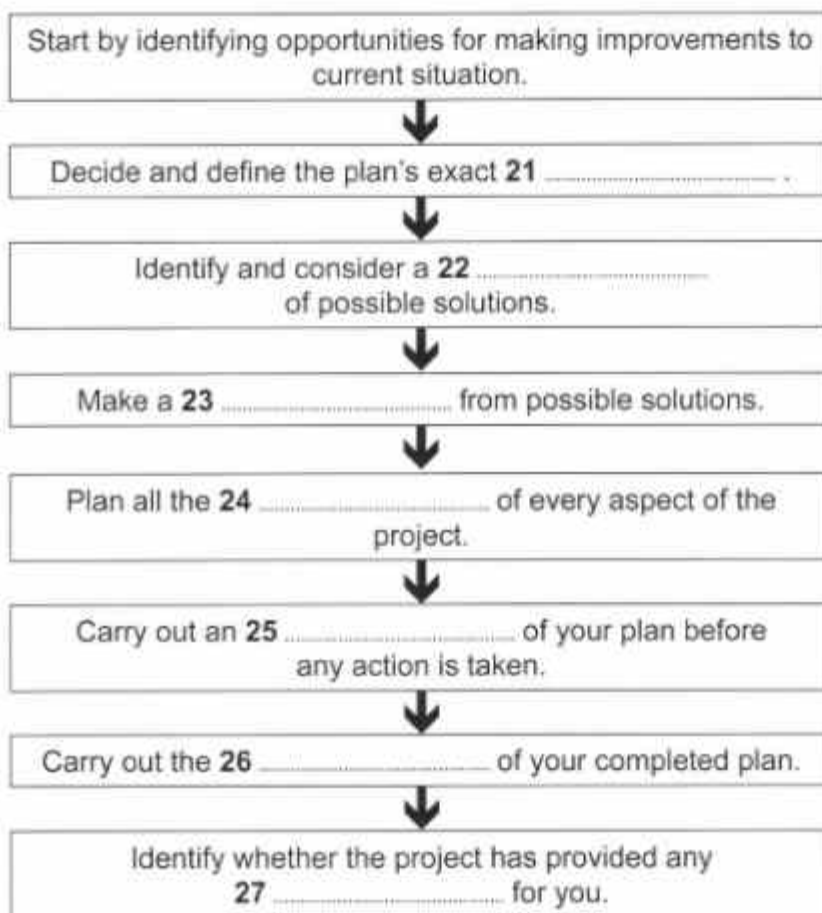 Start by identifying opportunities for making improvements to
current situation.
Decide and define the plan's exact 21 .............................. .
Identify and consider a 22 ..............................
of possible solutions.
Make a 23 .............................. from possible solutions.
Plan all the 24 .............................. of every aspect of the
project.
Carry out an 25 .............................. of your plan before
any action is taken.
Carry out the 26 .............................. of your completed plan.
Identify whether the project has provided any
27 .............................. for you.